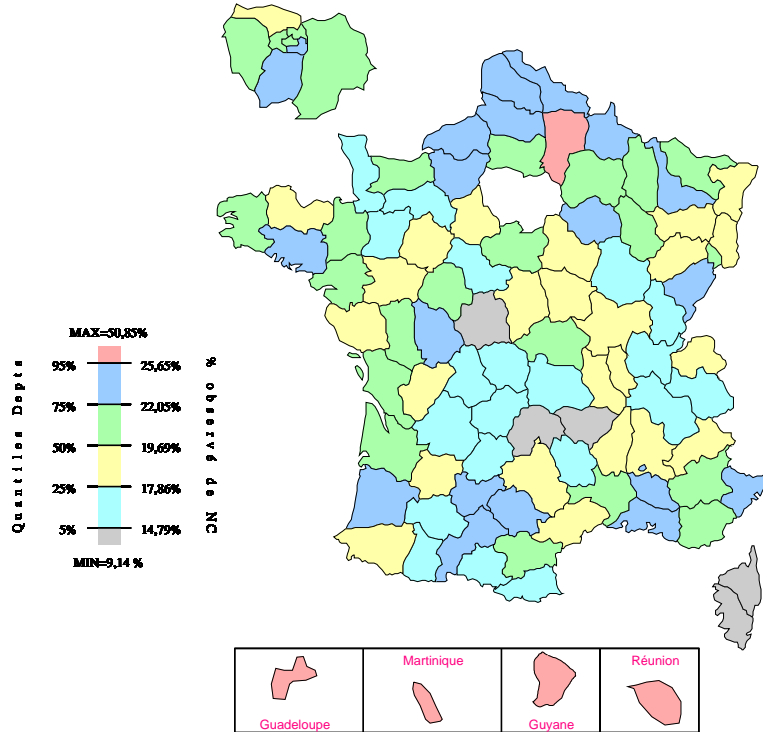 MAX=50,85%
95% 25,65%
75% 22,05%
50% 19,69%
25% 17,86%
5% 14,79%
MIN=9,14 %
Quantiles Depts
% observé de NC
Martinique
Réunion
Guadeloupe
Guyane